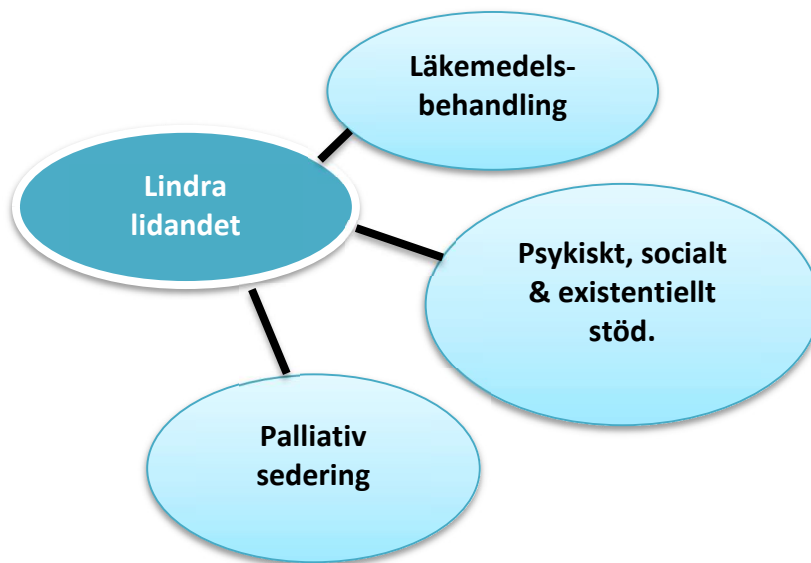 Läkemedels-
behandling
Lindra
lidandet
Psykiskt, socialt
& existentiellt
stöd.
Palliativ
sedering